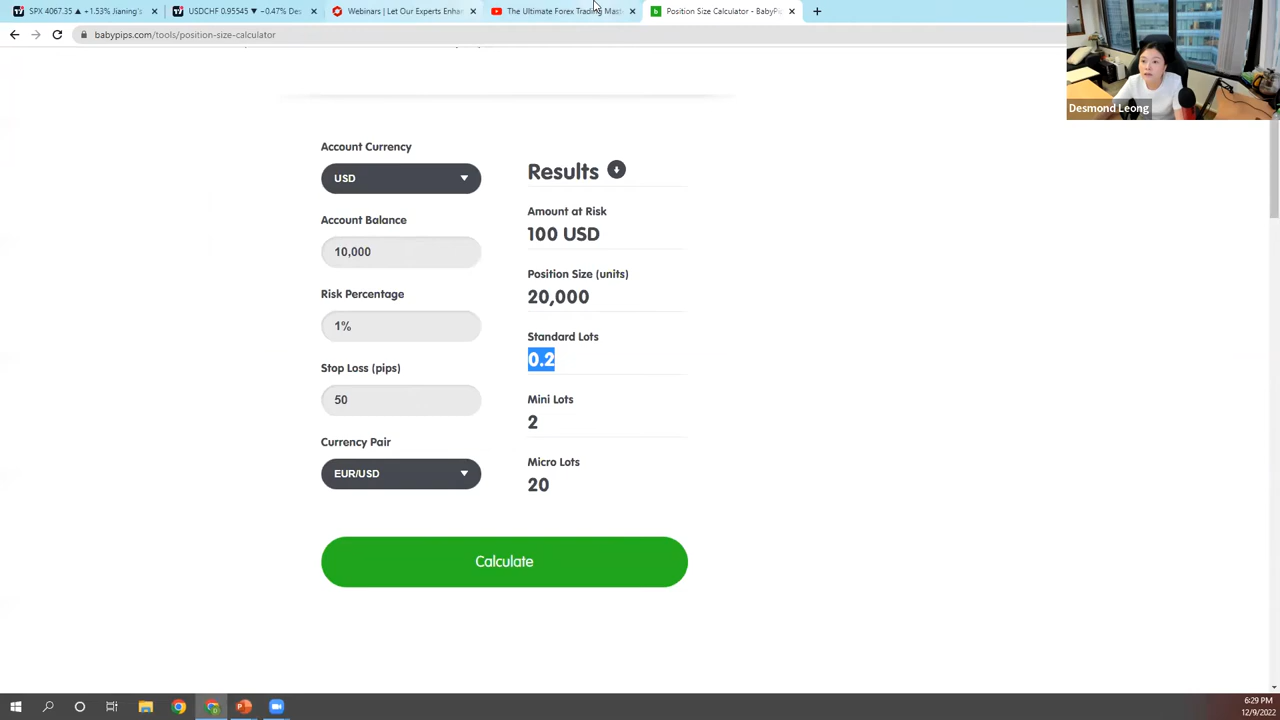 SPX 4067.35 ▲ +1.53% Jianing's
USDCHF 0.95545 ▼ −0.47% Des
Webinars | Let Our Experts Enhan
The Ultimate Forex Trading Mast
Position Size Calculator - BabyPip
babypips.com/tools/position-size-calculator
Desmond Leong
Account Currency
USD
Account Balance
10,000
Risk Percentage
1%
Stop Loss (pips)
50
Currency Pair
EUR/USD
Results
Amount at Risk
100 USD
Position Size (units)
20,000
Standard Lots
0.2
Mini Lots
2
Micro Lots
20
Calculate
6:29 PM
12/9/2022